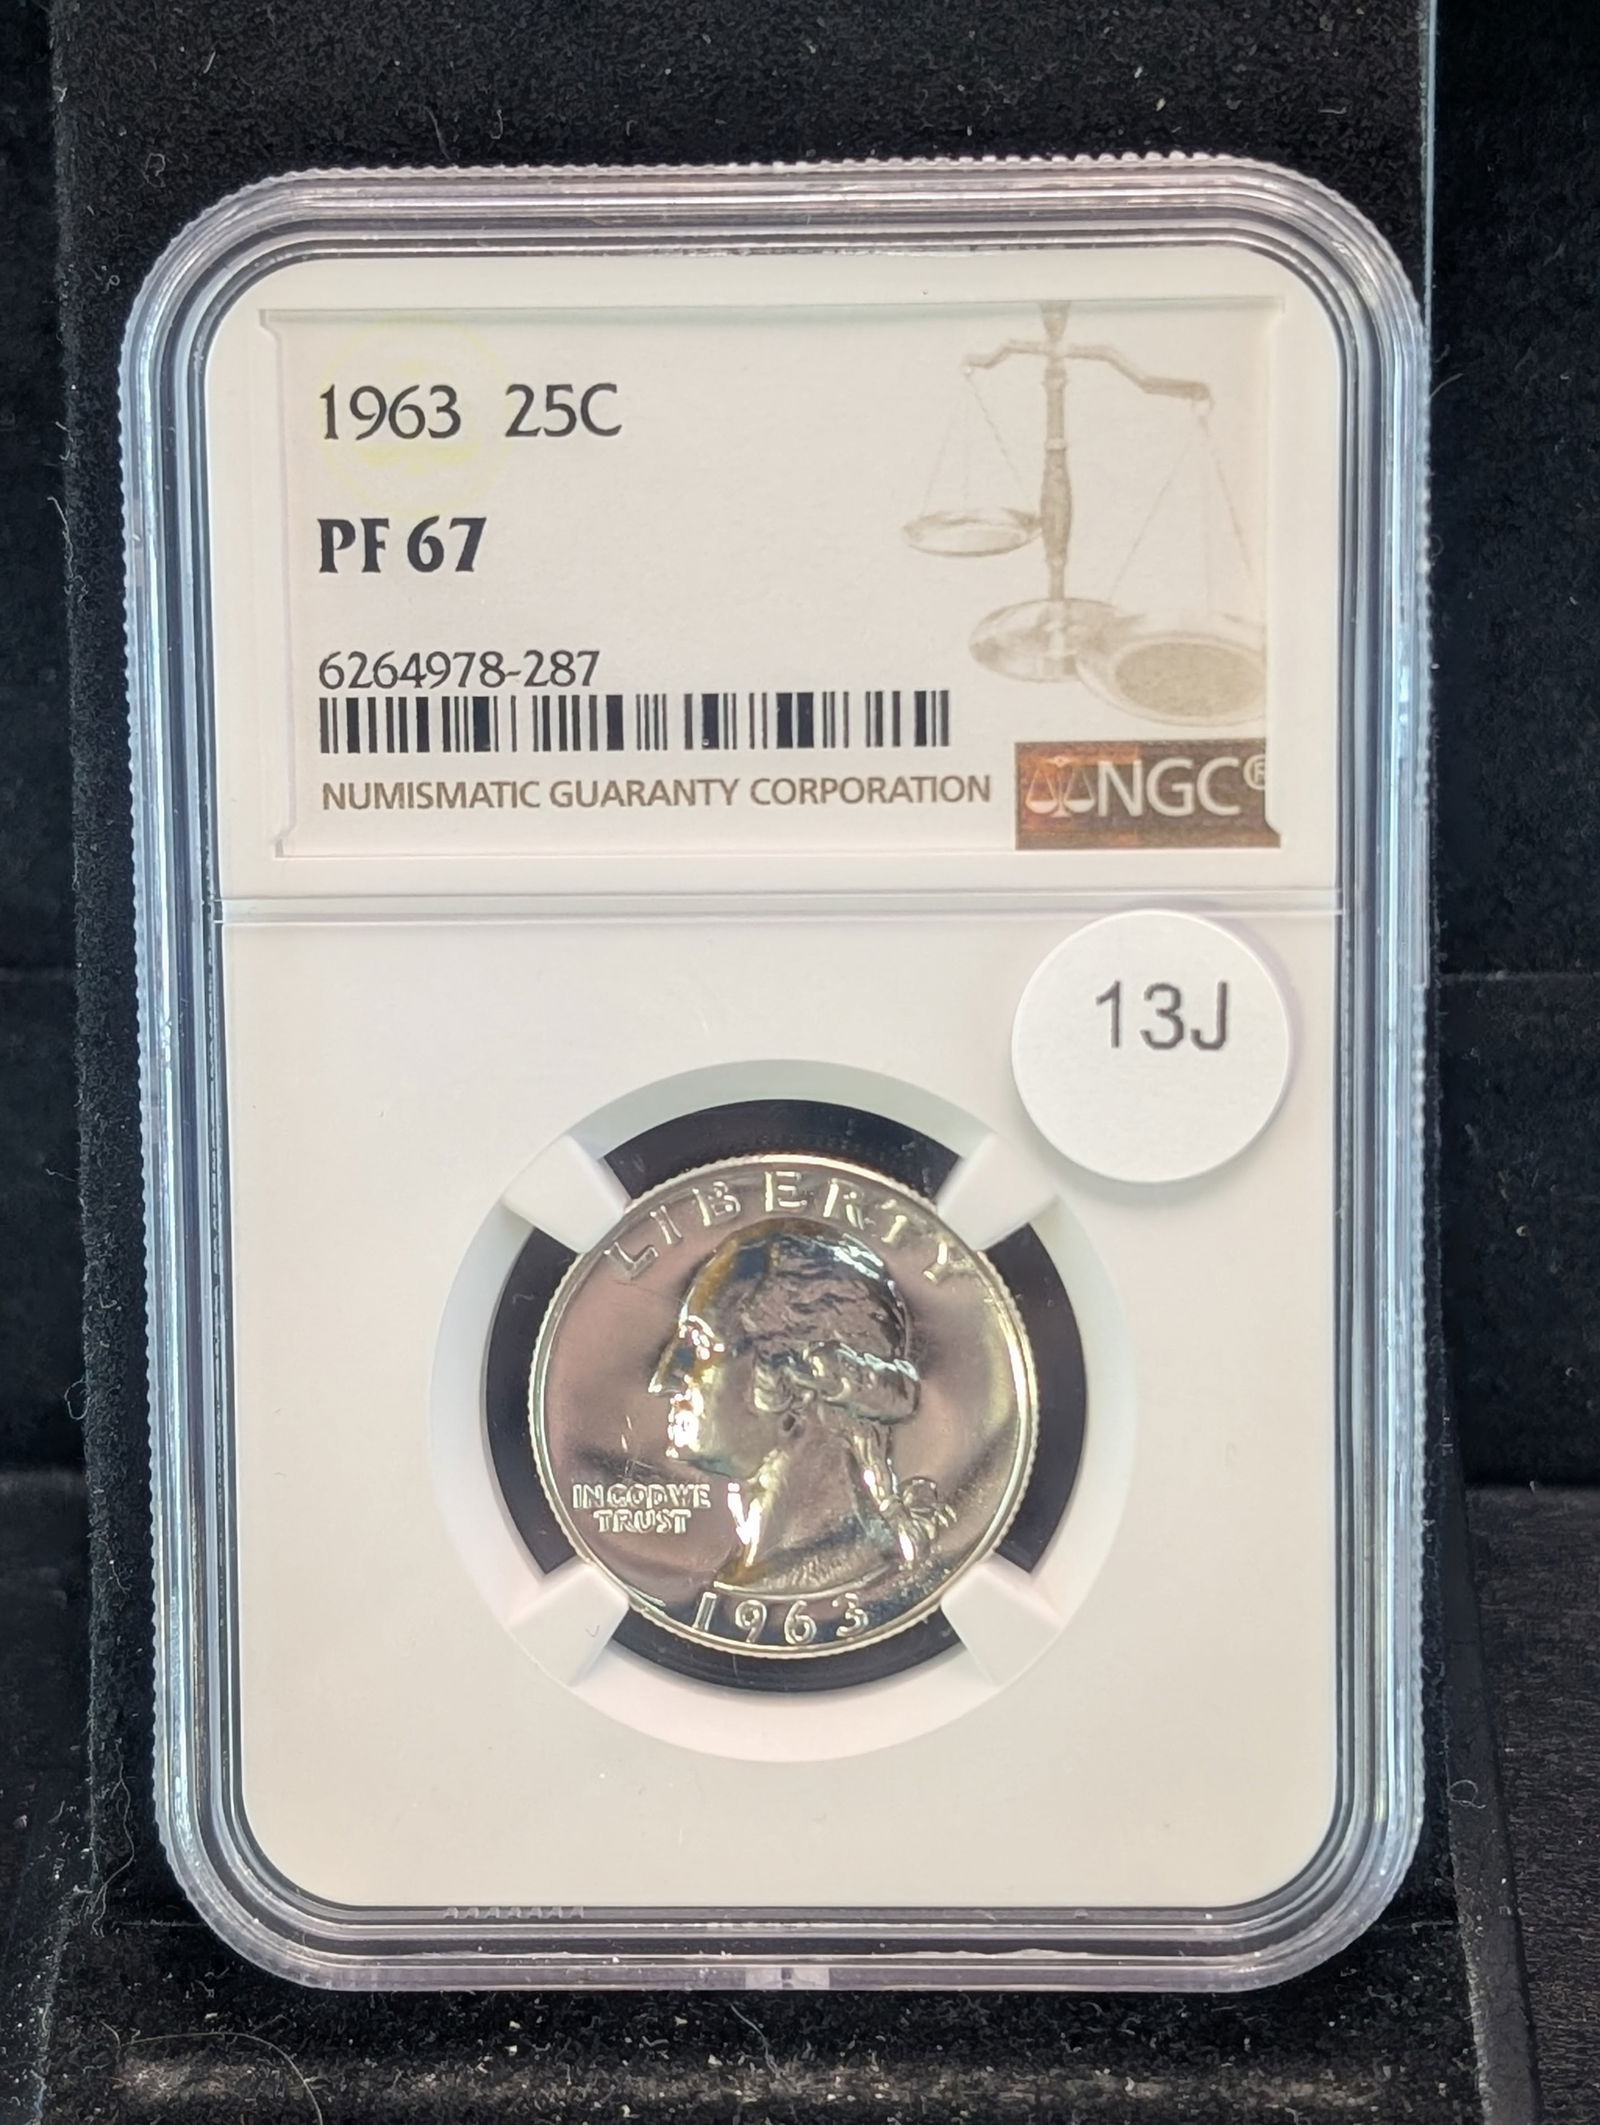 1963 25C
PF 67
6264978-287
NUMISMATIC GUARANTY CORPORATION
NGC®
13J
LIBERTY
IN GOD WE
TRUST
1963